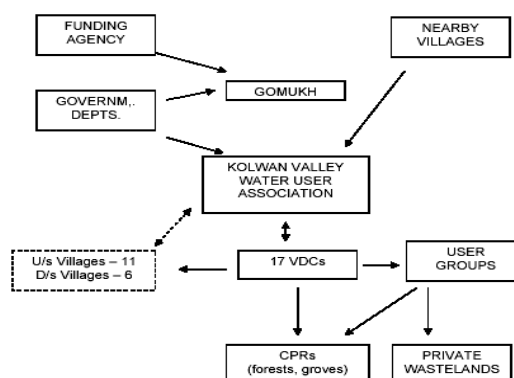 FUNDING
AGENCY
NEARBY
VILLAGES
GOMUKH
GOVERNM,.
DEPTS.
KOLWAN VALLEY
WATER USER
ASSOCIATION
U/s Villages – 11
D/s Villages – 6
17 VDCs
USER
GROUPS
CPRs
(forests, groves)
PRIVATE
WASTELANDS